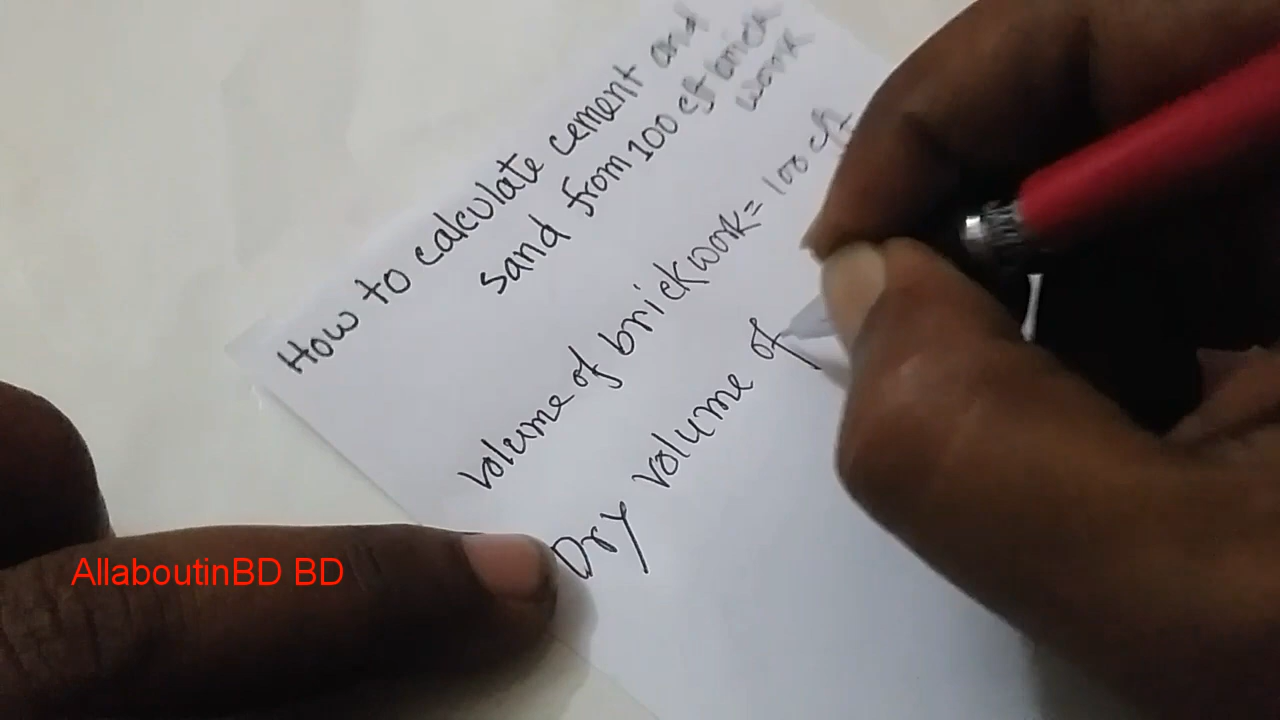 How to calculate cement and
sand from 100 cft brick
work
Volume of brickwork = 100 cft
Dry volume of
AllaboutinBD BD